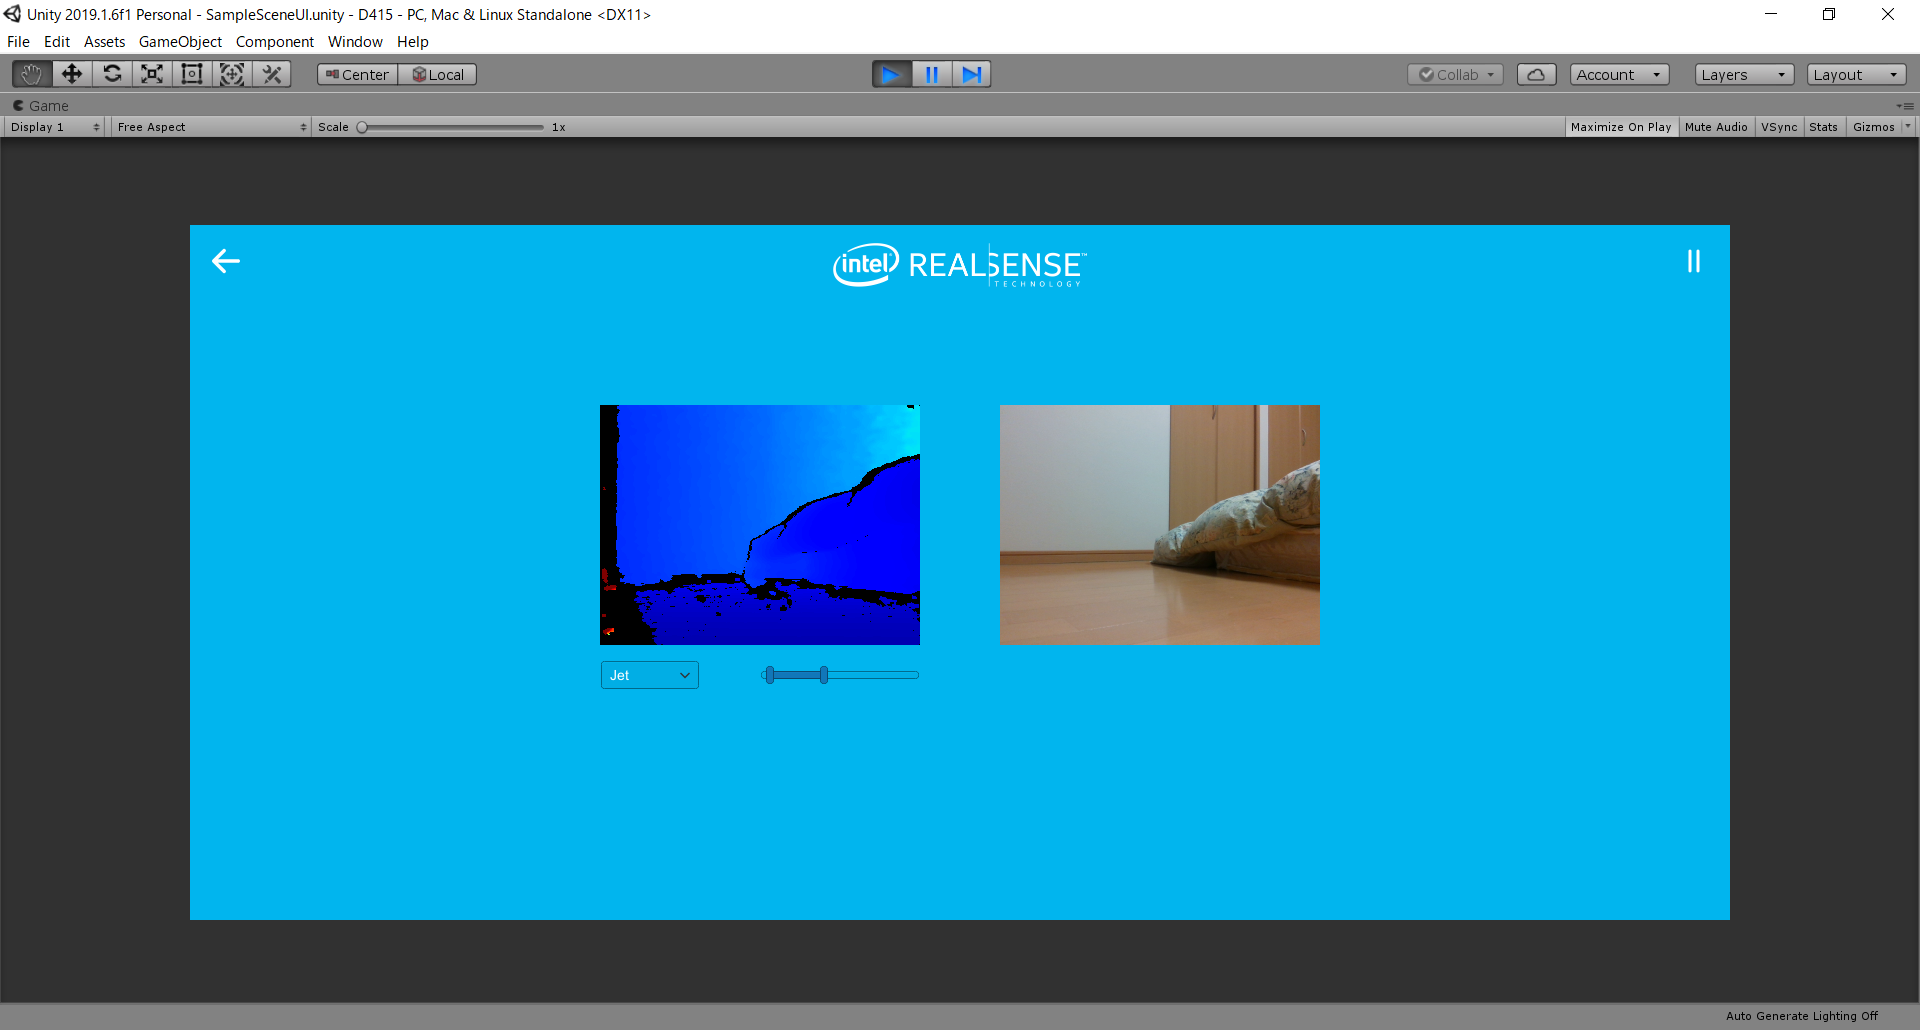 Unity 2019.1.6f1 Personal - SampleSceneUI.unity - D415 - PC, Mac & Linux Standalone <DX11>
File Edit Assets GameObject Component Window Help
Center Local Collab Account Layers Layout
Game
Display 1 Free Aspect Scale 1x Maximize On Play Mute Audio VSync Stats Gizmos
intel REALSENSE™
TECHNOLOGY
Jet
Auto Generate Lighting Off